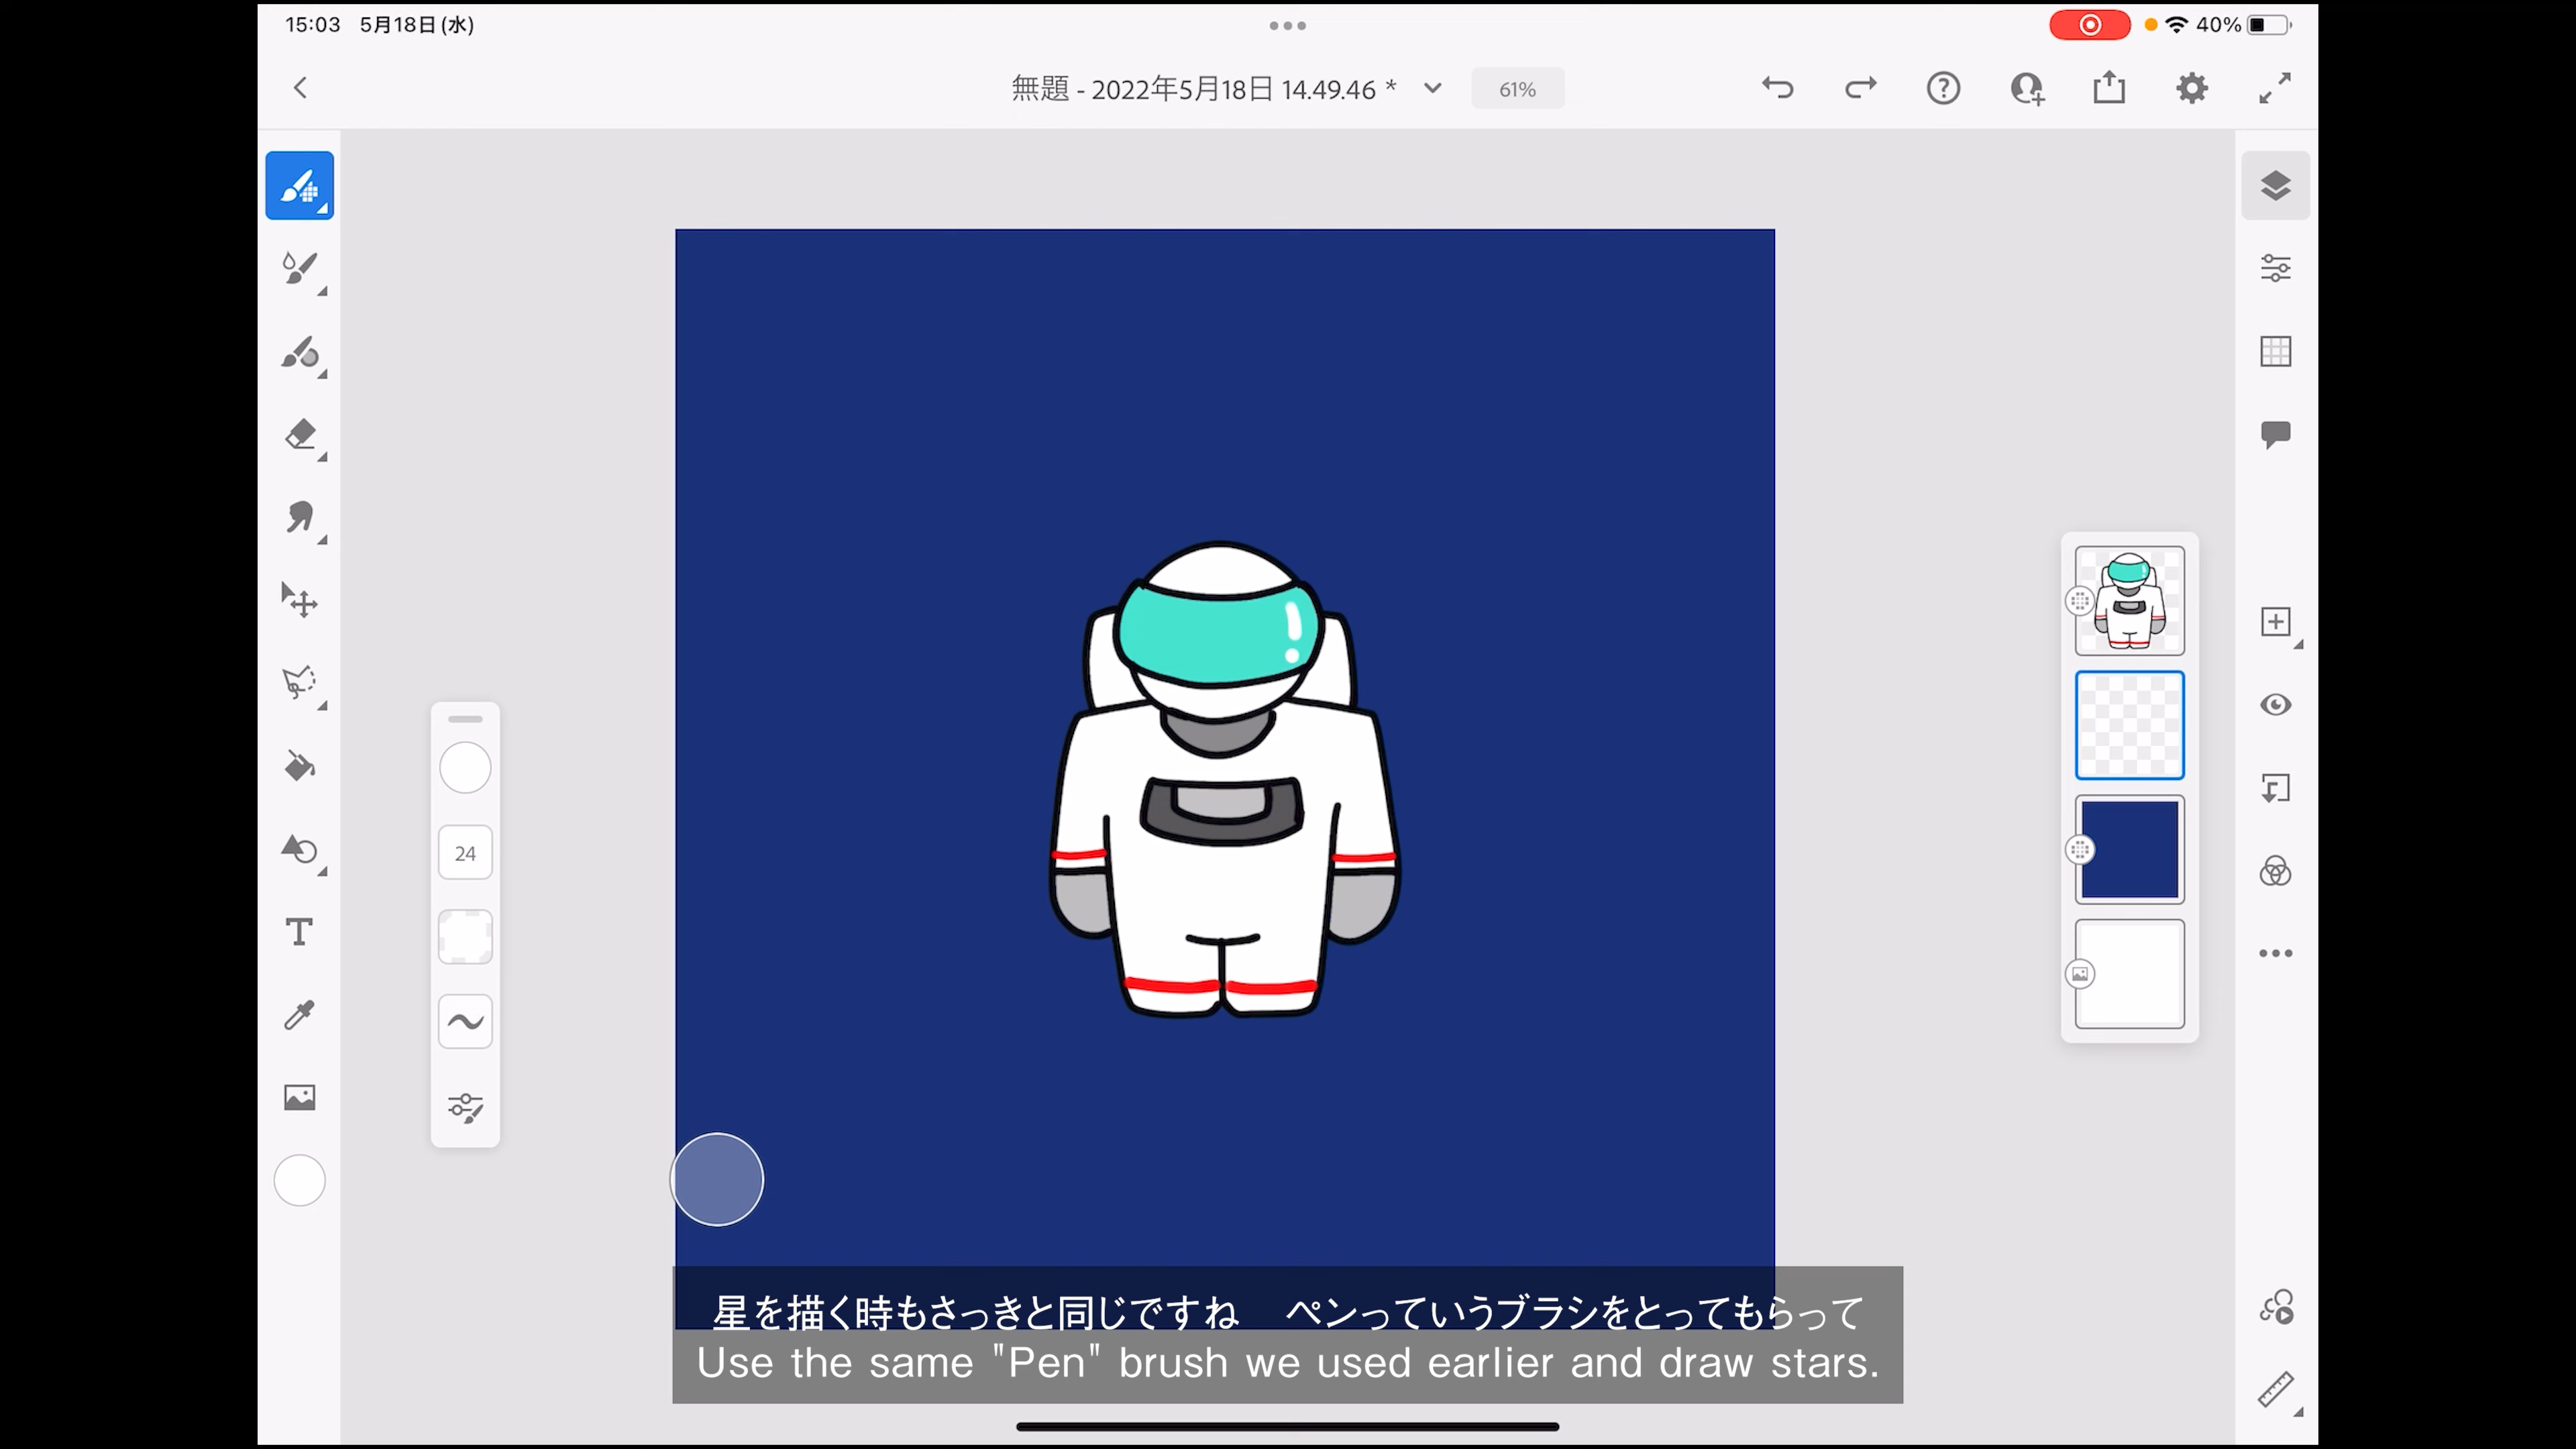 15:03 5月18日(水)
40%
無題 - 2022年5月18日 14.49.46 *
61%
24
星を描く時もさっきと同じですね　ペンっていうブラシをとってもらって
Use the same "Pen" brush we used earlier and draw stars.